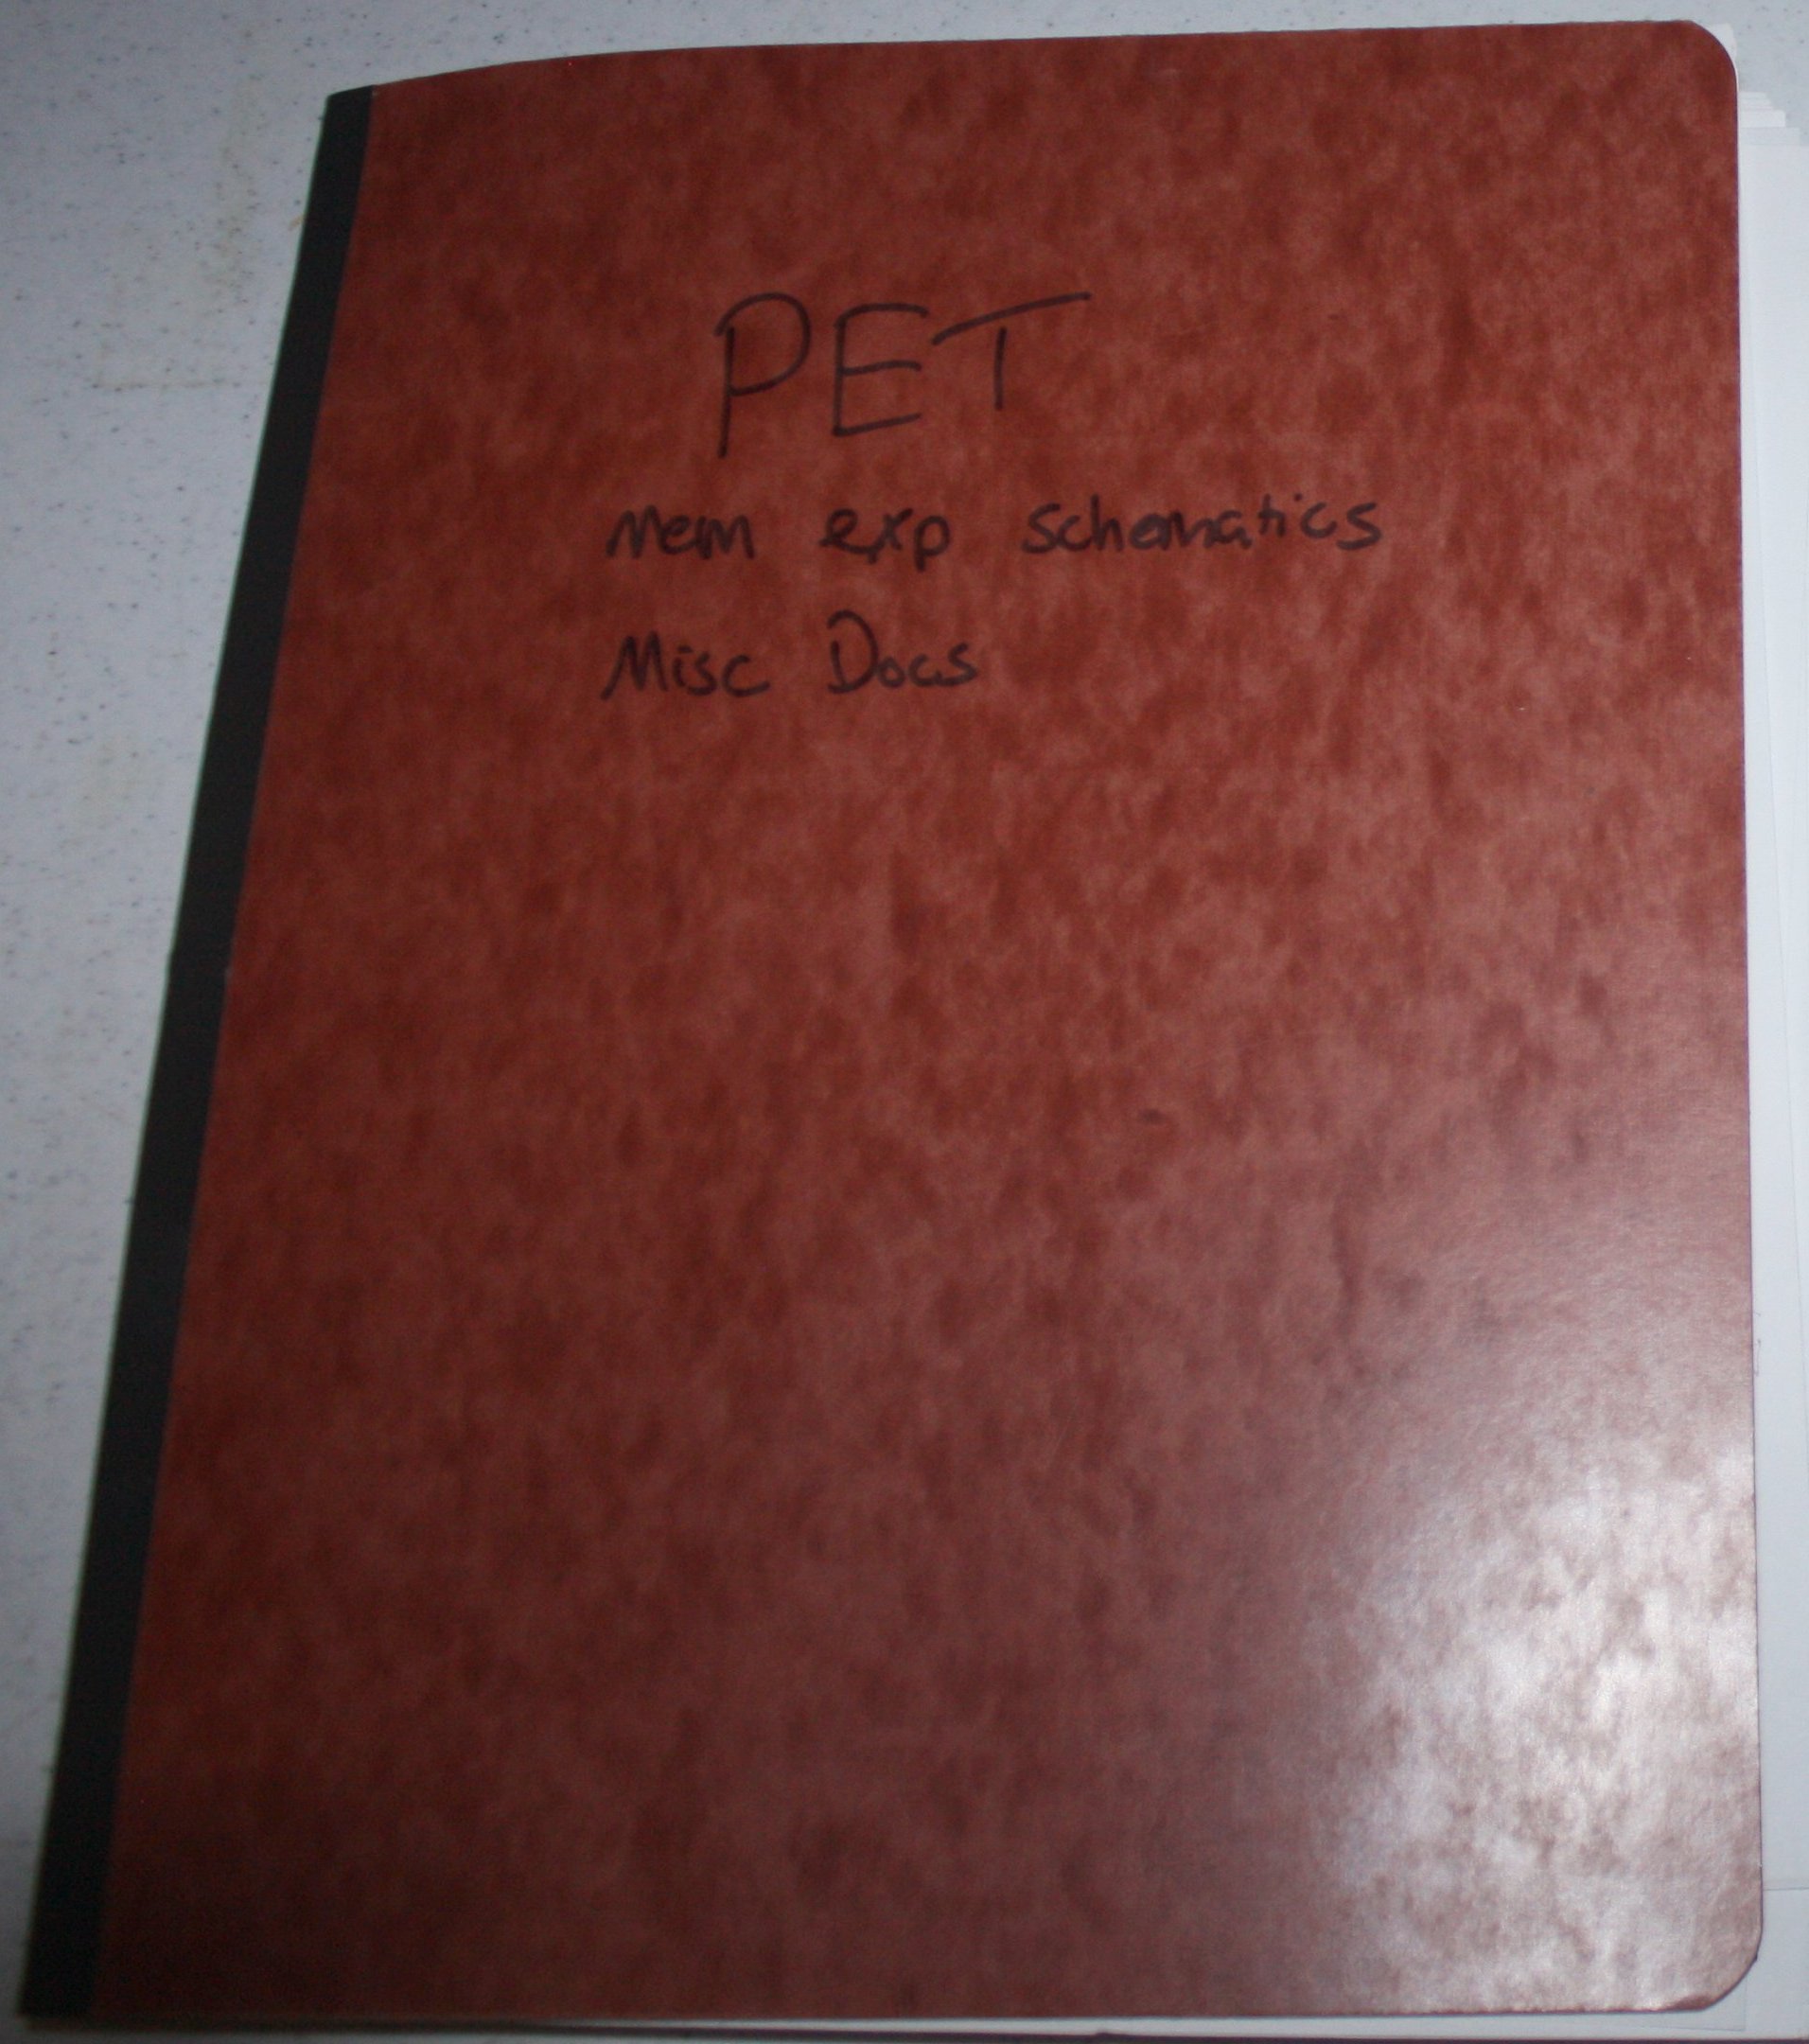 PET
Mem exp schematics
Misc Docs